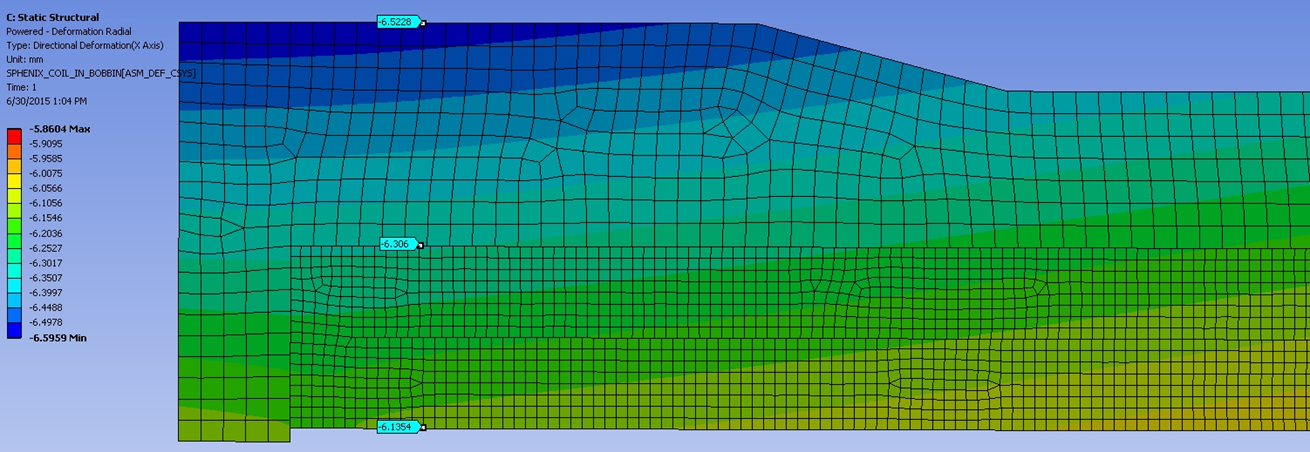 C: Static Structural
Powered - Deformation Radial
Type: Directional Deformation(X Axis)
Unit: mm
SPHENIX_COIL_IN_BOBBIN[ASM_DEF_CSYS]
Time: 1
6/30/2015 1:04 PM
-5.8604 Max
-5.9095
-5.9585
-6.0075
-6.0566
-6.1056
-6.1546
-6.2036
-6.2527
-6.3017
-6.3507
-6.3997
-6.4488
-6.4978
-6.5959 Min
-6.5228
-6.306
-6.1354